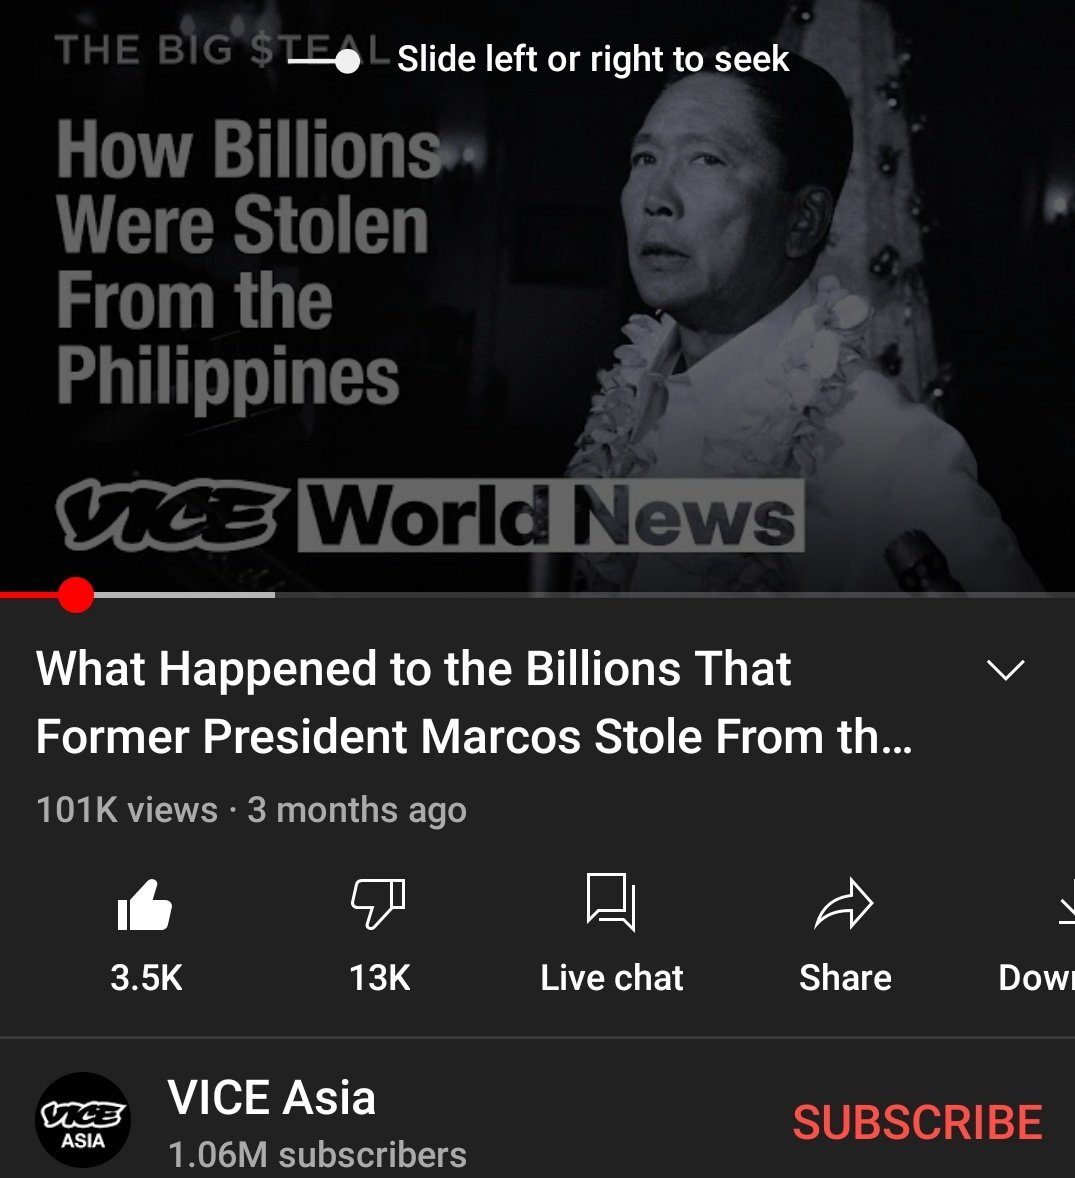 THE BIG $TEAL
Slide left or right to seek
How Billions
Were Stolen
From the
Philippines
VICE World News
What Happened to the Billions That
Former President Marcos Stole From th...
101K views · 3 months ago
3.5K 13K Live chat Share Down
VICE ASIA
VICE Asia
1.06M subscribers
SUBSCRIBE